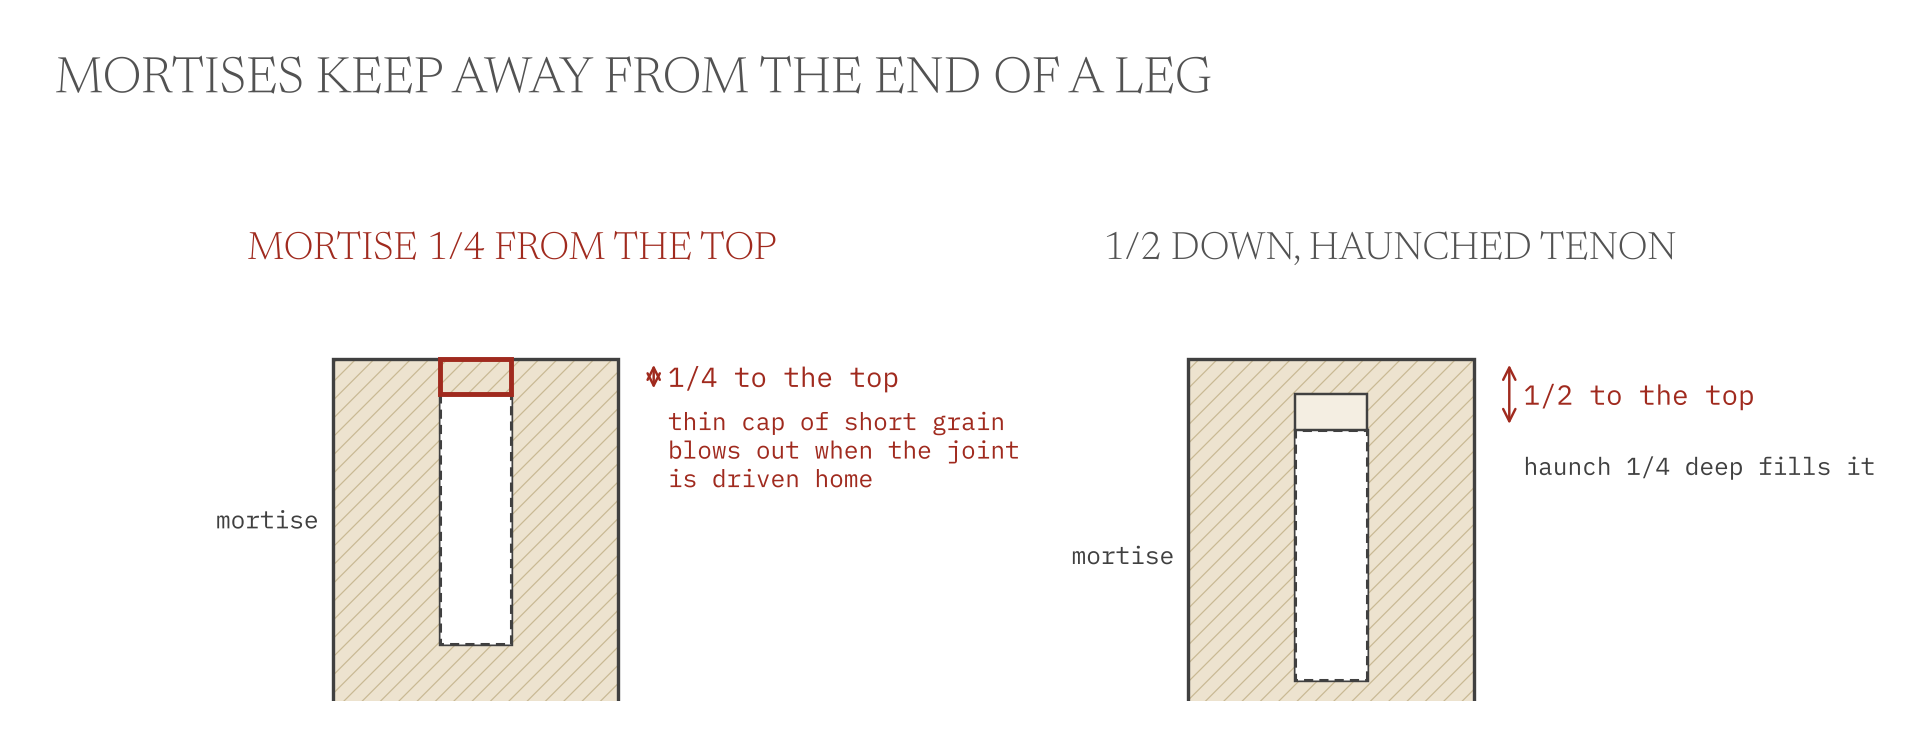 MORTISES KEEP AWAY FROM THE END OF A LEG
MORTISE 1/4 FROM THE TOP
1/4 to the top
thin cap of short grain
blows out when the joint
is driven home
mortise
1/2 DOWN, HAUNCHED TENON
1/2 to the top
haunch 1/4 deep fills it
mortise